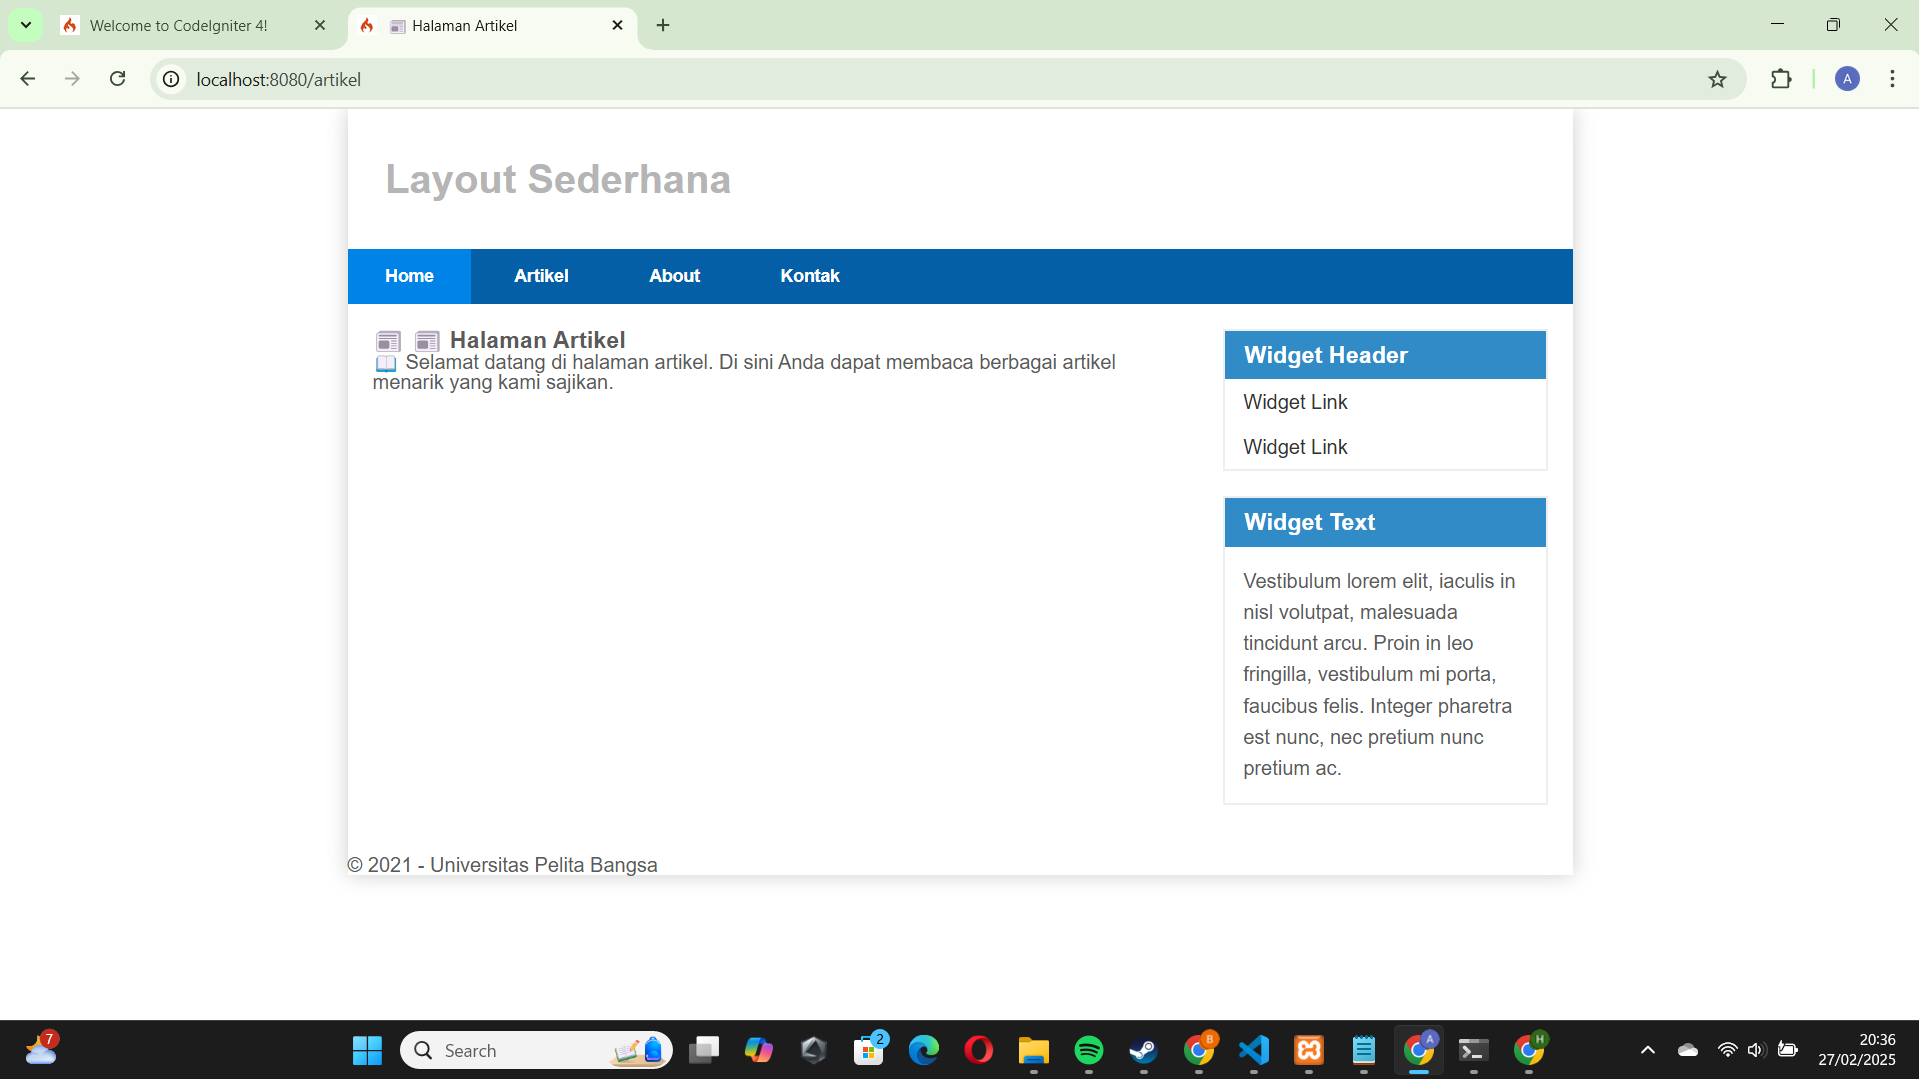 Welcome to CodeIgniter 4!
📰 Halaman Artikel
localhost:8080/artikel
A
Layout Sederhana
Home
Artikel
About
Kontak
📰 📰 Halaman Artikel
📖 Selamat datang di halaman artikel. Di sini Anda dapat membaca berbagai artikel
menarik yang kami sajikan.
Widget Header
Widget Link
Widget Link
Widget Text
Vestibulum lorem elit, iaculis in
nisl volutpat, malesuada
tincidunt arcu. Proin in leo
fringilla, vestibulum mi porta,
faucibus felis. Integer pharetra
est nunc, nec pretium nunc
pretium ac.
© 2021 - Universitas Pelita Bangsa
7
Search
2
B
A
H
20:36
27/02/2025